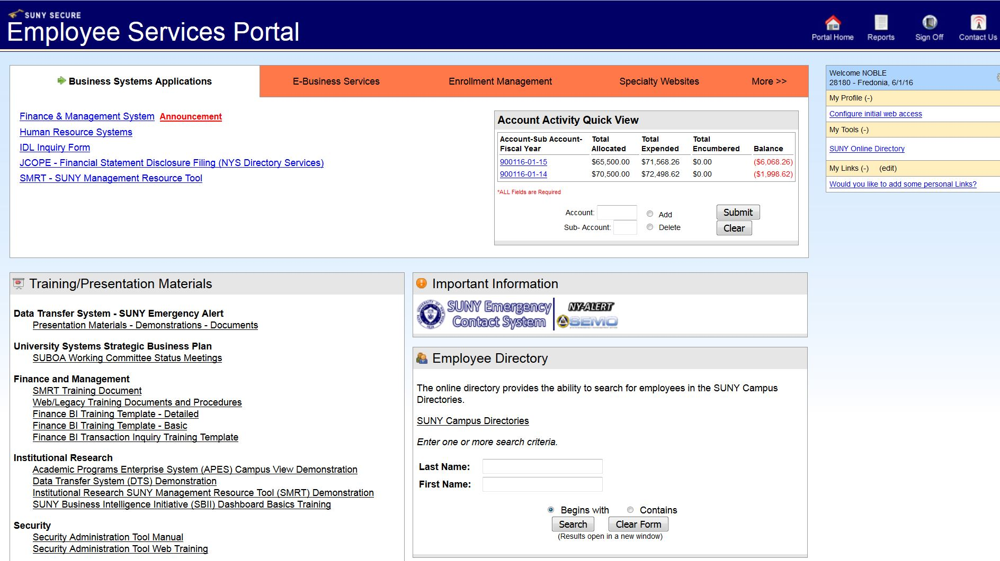 SUNY SECURE
Employee Services Portal
Portal Home
Reports
Sign Off
Contact Us
Business Systems Applications
E-Business Services
Enrollment Management
Specialty Websites
More >>
Finance & Management System Announcement
Human Resource Systems
IDL Inquiry Form
JCOPE - Financial Statement Disclosure Filing (NYS Directory Services)
SMRT - SUNY Management Resource Tool
Account Activity Quick View
Account-Sub Account-Fiscal Year Total Allocated Total Expended Total Encumbered Balance
900116-01-15 $65,500.00 $71,568.26 $0.00 ($6,068.26)
900116-01-14 $70,500.00 $72,498.62 $0.00 ($1,998.62)
*ALL Fields are Required
Account: Add Submit
Sub- Account: Delete Clear
Welcome NOBLE
28180 - Fredonia, 6/1/16
My Profile (-)
Configure initial web access
My Tools (-)
SUNY Online Directory
My Links (-) (edit)
Would you like to add some personal Links?
Training/Presentation Materials
Data Transfer System - SUNY Emergency Alert
Presentation Materials - Demonstrations - Documents
University Systems Strategic Business Plan
SUBOA Working Committee Status Meetings
Finance and Management
SMRT Training Document
Web/Legacy Training Documents and Procedures
Finance BI Training Template - Detailed
Finance BI Training Template - Basic
Finance BI Transaction Inquiry Training Template
Institutional Research
Academic Programs Enterprise System (APES) Campus View Demonstration
Data Transfer System (DTS) Demonstration
Institutional Research SUNY Management Resource Tool (SMRT) Demonstration
SUNY Business Intelligence Initiative (SBII) Dashboard Basics Training
Security
Security Administration Tool Manual
Security Administration Tool Web Training
Important Information
SUNY Emergency
Contact System
NY-ALERT
SEMO
Employee Directory
The online directory provides the ability to search for employees in the SUNY Campus
Directories.
SUNY Campus Directories
Enter one or more search criteria.
Last Name:
First Name:
Begins with Contains
Search Clear Form
(Results open in a new window)